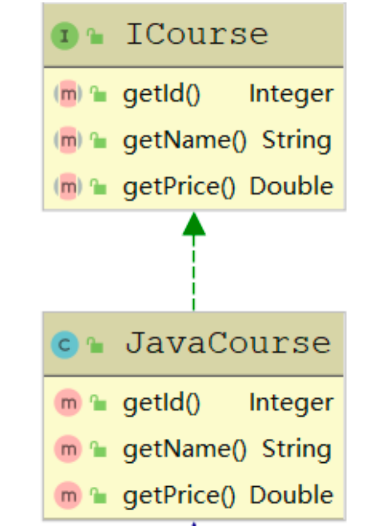 I ICourse
m getId() Integer
m getName() String
m getPrice() Double
C JavaCourse
m getId() Integer
m getName() String
m getPrice() Double